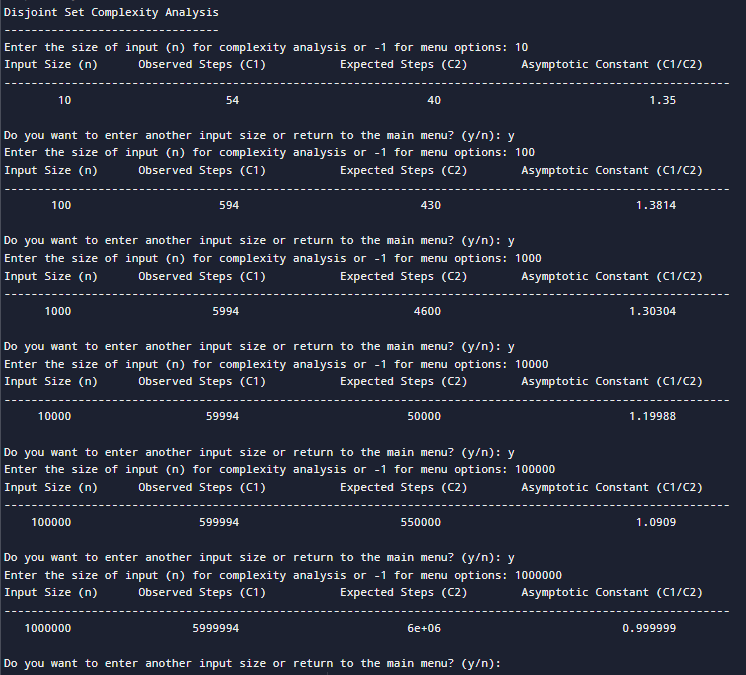 Disjoint Set Complexity Analysis
--------------------------------
Enter the size of input (n) for complexity analysis or -1 for menu options: 10
Input Size (n)      Observed Steps (C1)           Expected Steps (C2)        Asymptotic Constant (C1/C2)
------------------------------------------------------------------------------------------------------------
        10                       54                            40                               1.35

Do you want to enter another input size or return to the main menu? (y/n): y
Enter the size of input (n) for complexity analysis or -1 for menu options: 100
Input Size (n)      Observed Steps (C1)           Expected Steps (C2)        Asymptotic Constant (C1/C2)
------------------------------------------------------------------------------------------------------------
       100                      594                           430                             1.3814

Do you want to enter another input size or return to the main menu? (y/n): y
Enter the size of input (n) for complexity analysis or -1 for menu options: 1000
Input Size (n)      Observed Steps (C1)           Expected Steps (C2)        Asymptotic Constant (C1/C2)
------------------------------------------------------------------------------------------------------------
      1000                     5994                          4600                            1.30304

Do you want to enter another input size or return to the main menu? (y/n): y
Enter the size of input (n) for complexity analysis or -1 for menu options: 10000
Input Size (n)      Observed Steps (C1)           Expected Steps (C2)        Asymptotic Constant (C1/C2)
------------------------------------------------------------------------------------------------------------
     10000                    59994                         50000                            1.19988

Do you want to enter another input size or return to the main menu? (y/n): y
Enter the size of input (n) for complexity analysis or -1 for menu options: 100000
Input Size (n)      Observed Steps (C1)           Expected Steps (C2)        Asymptotic Constant (C1/C2)
------------------------------------------------------------------------------------------------------------
    100000                   599994                        550000                             1.0909

Do you want to enter another input size or return to the main menu? (y/n): y
Enter the size of input (n) for complexity analysis or -1 for menu options: 1000000
Input Size (n)      Observed Steps (C1)           Expected Steps (C2)        Asymptotic Constant (C1/C2)
------------------------------------------------------------------------------------------------------------
   1000000                  5999994                         6e+06                           0.999999

Do you want to enter another input size or return to the main menu? (y/n):